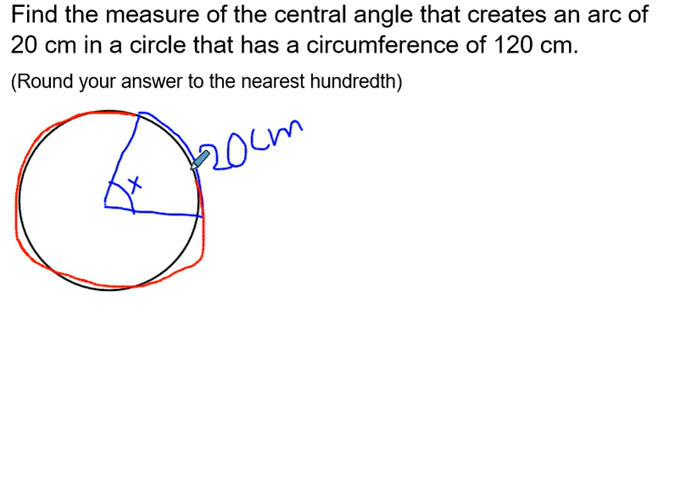 Find the measure of the central angle that creates an arc of
20 cm in a circle that has a circumference of 120 cm.
(Round your answer to the nearest hundredth)
20cm
x